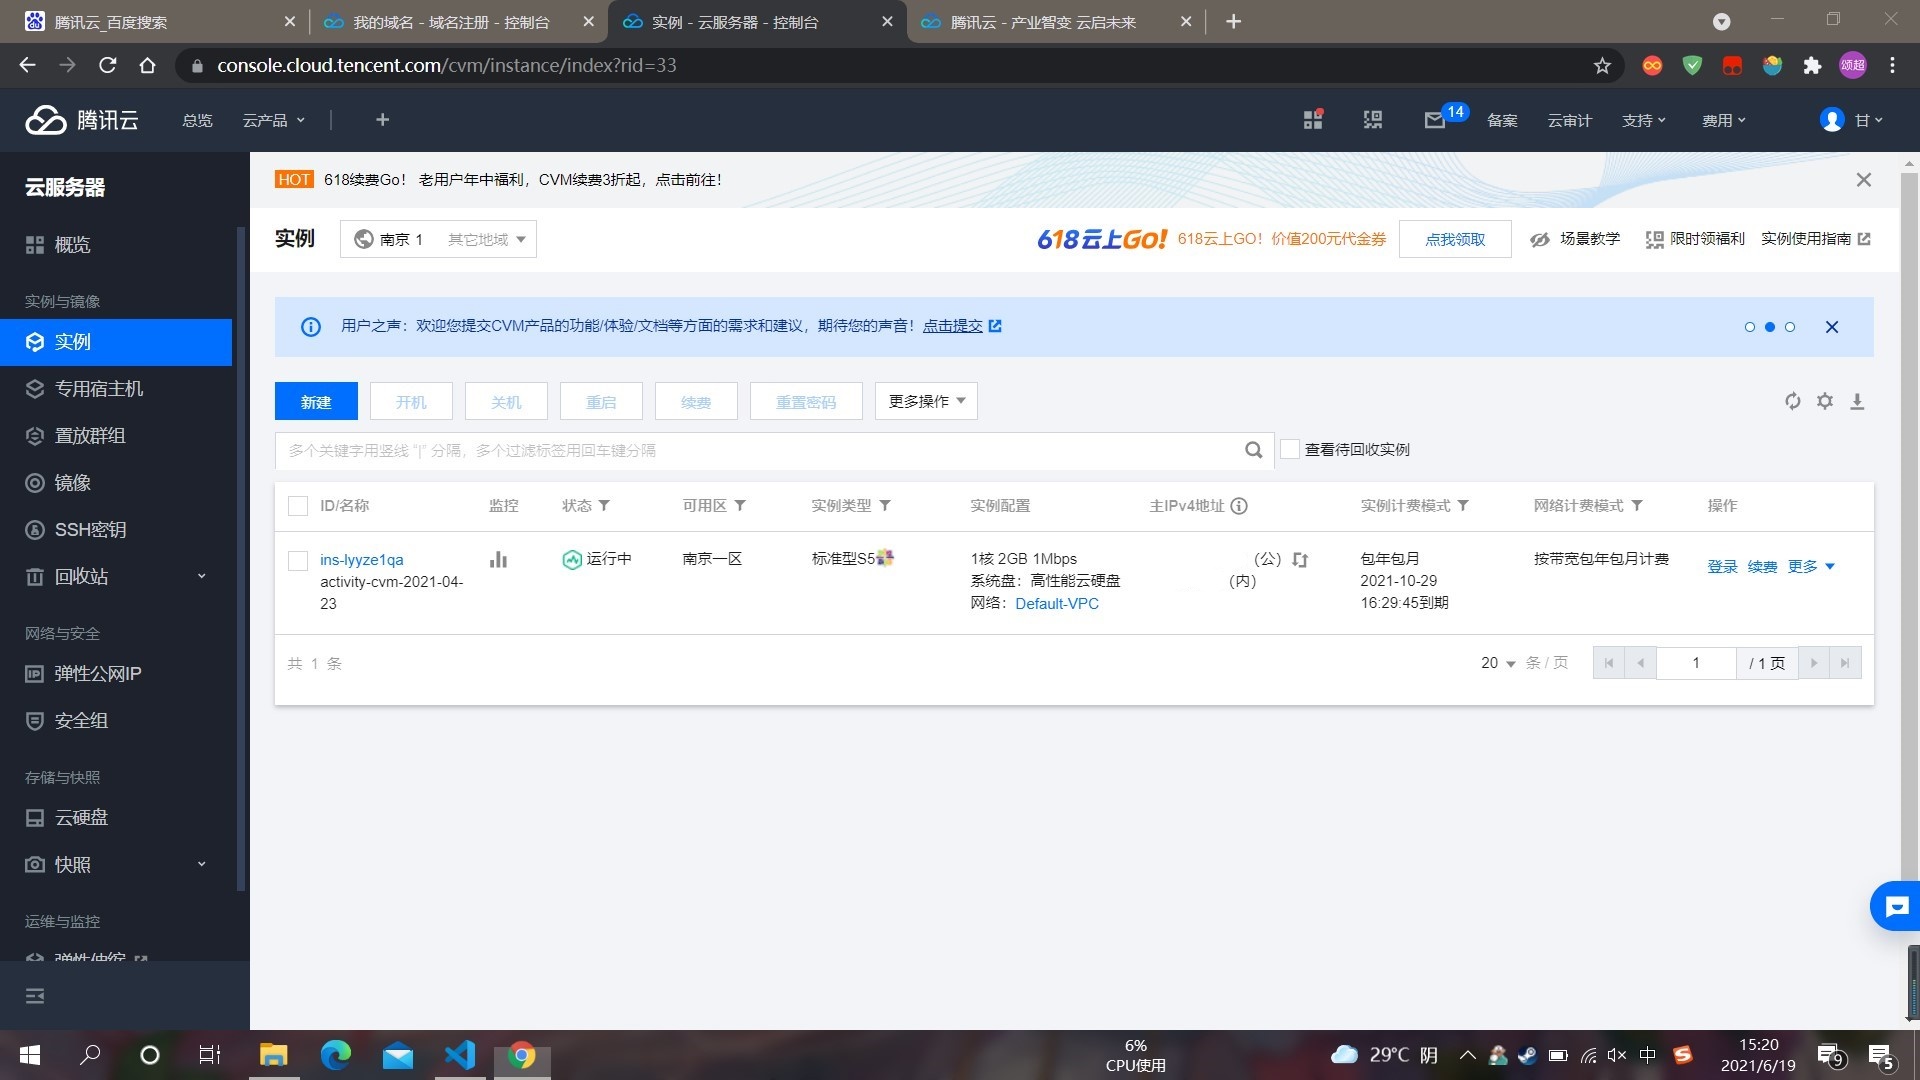 腾讯云_百度搜索
我的域名 - 域名注册 - 控制台
实例 - 云服务器 - 控制台
腾讯云 - 产业智变 云启未来
console.cloud.tencent.com/cvm/instance/index?rid=33
颂超
腾讯云
总览
云产品
14
备案
云审计
支持
费用
甘
云服务器
概览
实例与镜像
实例
专用宿主机
置放群组
镜像
SSH密钥
回收站
网络与安全
弹性公网IP
安全组
存储与快照
云硬盘
快照
运维与监控
弹性伸缩
HOT 618续费Go! 老用户年中福利，CVM续费3折起，点击前往！
实例
南京 1 其它地域
618云上Go!
618云上GO！价值200元代金券
点我领取
场景教学
限时领福利
实例使用指南
用户之声：欢迎您提交CVM产品的功能/体验/文档等方面的需求和建议，期待您的声音！点击提交
新建 开机 关机 重启 续费 重置密码 更多操作
多个关键字用竖线 "|" 分隔，多个过滤标签用回车键分隔
查看待回收实例
ID/名称 监控 状态 可用区 实例类型 实例配置 主IPv4地址 实例计费模式 网络计费模式 操作
ins-lyyze1qa
activity-cvm-2021-04-
23
运行中
南京一区
标准型S5
1核 2GB 1Mbps
系统盘：高性能云硬盘
网络：Default-VPC
(公)
(内)
包年包月
2021-10-29
16:29:45到期
按带宽包年包月计费
登录 续费 更多
共 1 条
20 条 / 页
1 / 1 页
6%
CPU使用
29°C 阴
中
15:20
2021/6/19
9
5